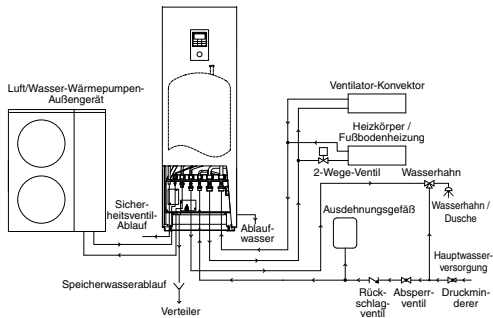 Luft/Wasser-Wärmepumpen-
Außengerät
Ventilator-Konvektor
Heizkörper /
Fußbodenheizung
2-Wege-Ventil
Wasserhahn
Sicher-
heitsventil-
Ablauf
Ablauf-
wasser
Ausdehnungsgefäß
Wasserhahn /
Dusche
Hauptwasser-
versorgung
Speicherwasserablauf
Verteiler
Rück-
schlag-
ventil
Absperr-
ventil
Druckmin-
derer